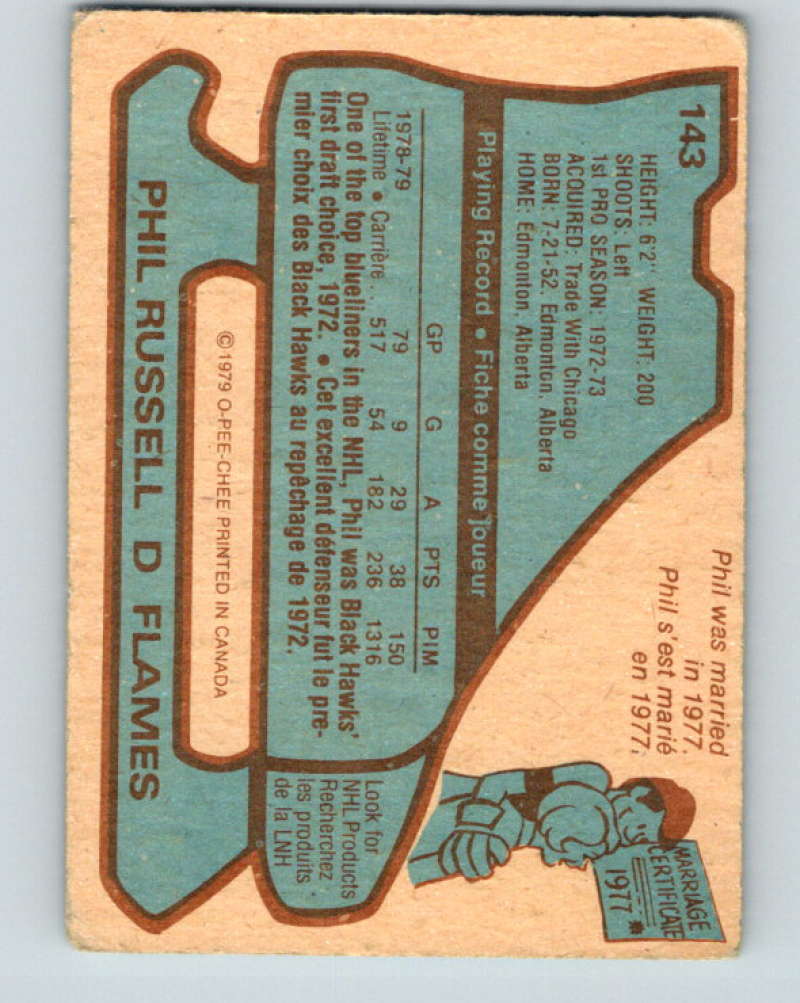 143
HEIGHT: 6'2" WEIGHT: 200
SHOOTS: Left
1st PRO SEASON: 1972-73
ACQUIRED: Trade With Chicago
BORN: 7-21-52, Edmonton, Alberta
HOME: Edmonton, Alberta
Phil was married
in 1977.
Phil s'est marié
en 1977.
MARRIAGE
CERTIFICATE
1977
Playing Record • Fiche comme joueur
GP G A PTS PIM
1978-79 79 9 29 38 150
Lifetime • Carrière... 517 54 182 236 1316
One of the top blueliners in the NHL, Phil was Black Hawks'
first draft choice, 1972. • Cet excellent défenseur fut le pre-
mier choix des Black Hawks au repêchage de 1972.
Look for
NHL Products
Recherchez
les produits
de la LNH
©1979 O-PEE-CHEE PRINTED IN CANADA
PHIL RUSSELL D FLAMES